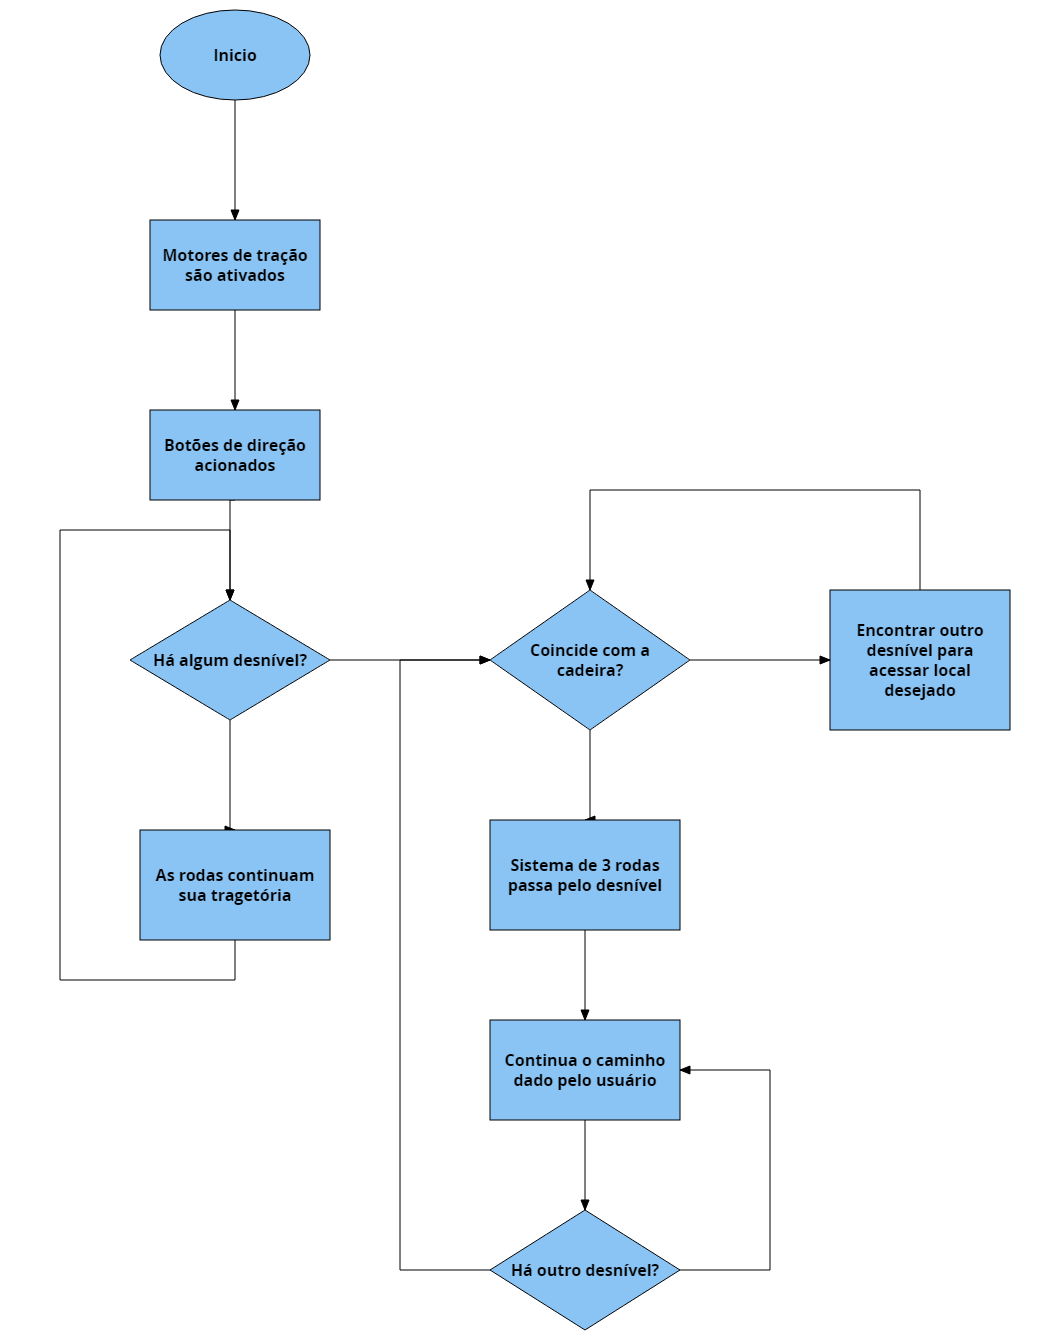 Inicio
Motores de tração
são ativados
Botões de direção
acionados
Há algum desnível?
As rodas continuam
sua tragetória
Coincide com a
cadeira?
Encontrar outro
desnível para
acessar local
desejado
Sistema de 3 rodas
passa pelo desnível
Continua o caminho
dado pelo usuário
Há outro desnível?